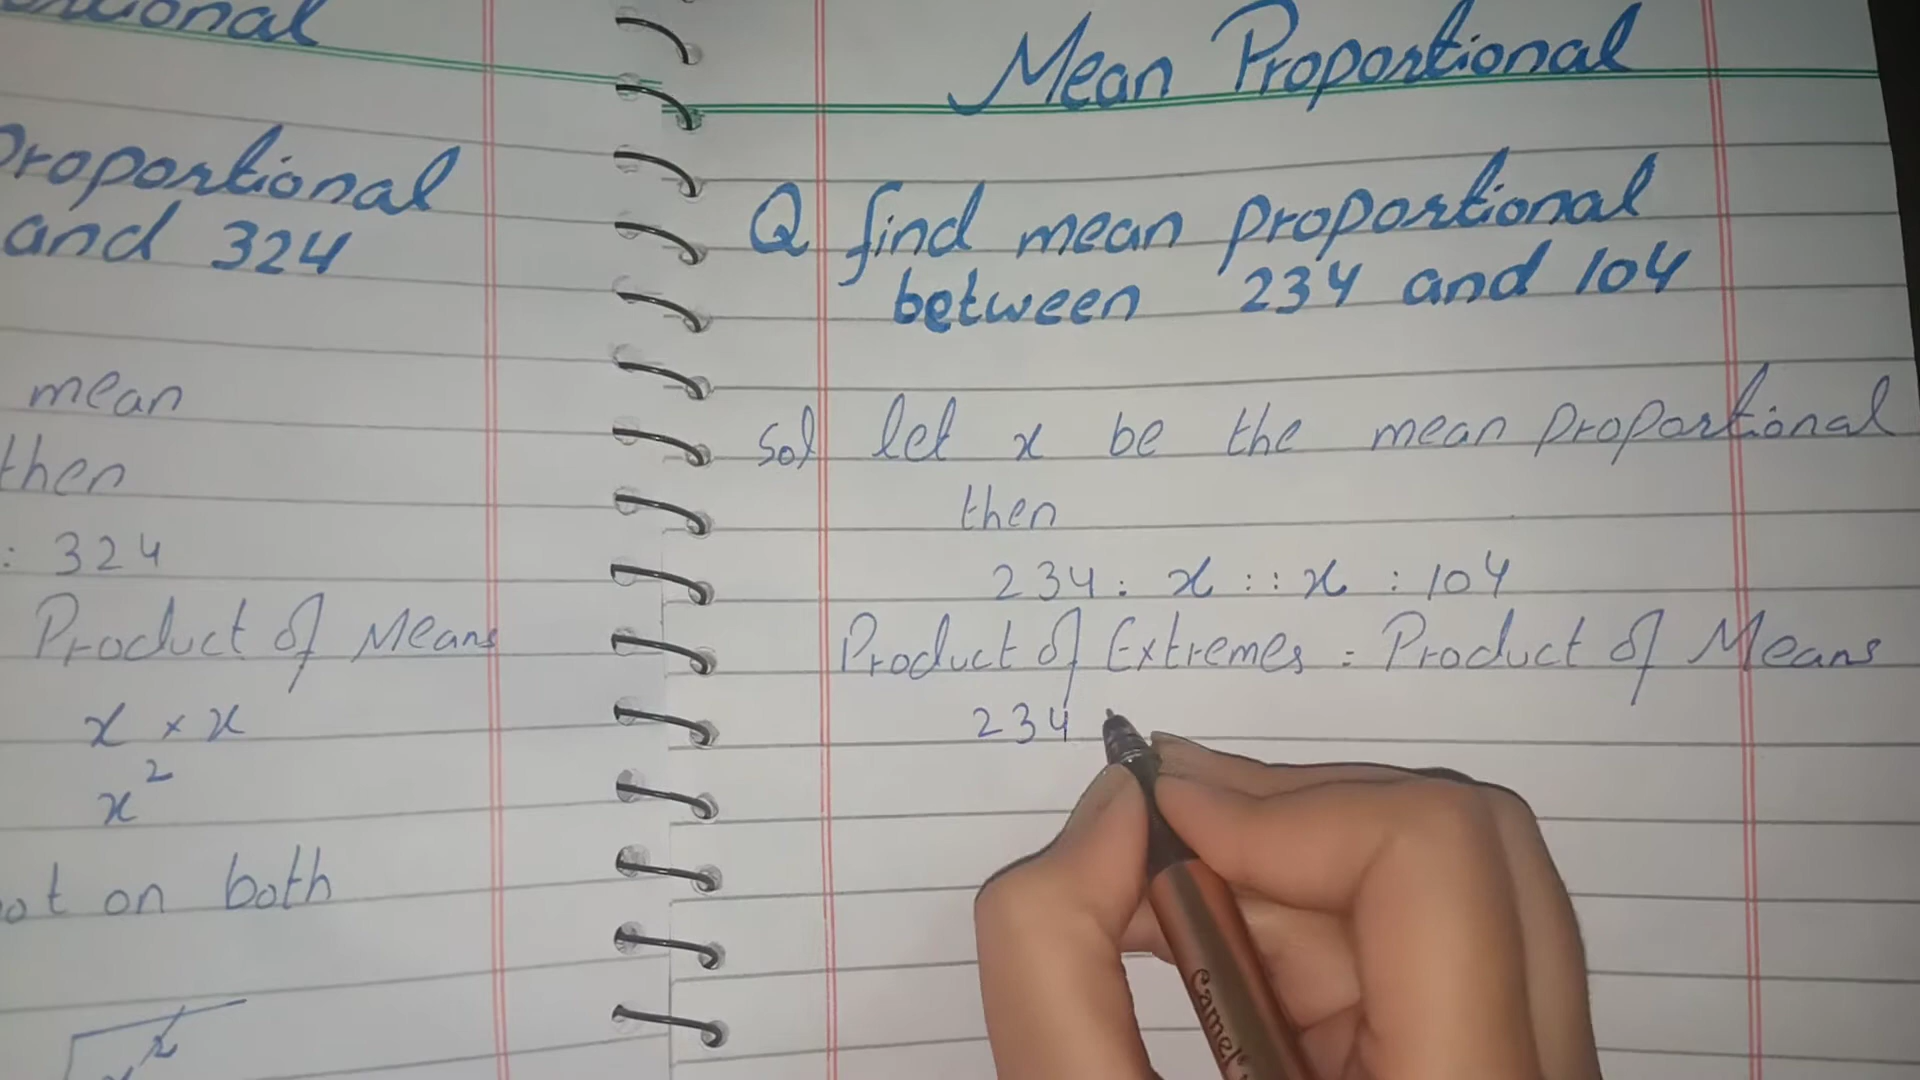 Proportional
and 324
mean
then
: 324
Product of Means
x × x
x²
on both
x
Mean Proportional
Q find mean proportional
between 234 and 104
Sol let x be the mean proportional
then
234 : x :: x : 104
Product of Extremes = Product of Means
234
Camel